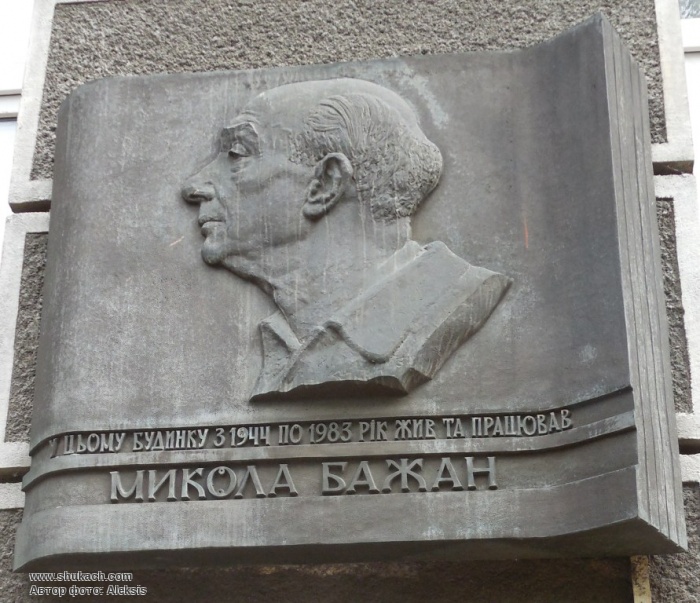 У ЦЬОМУ БУДИНКУ З 1944 ПО 1983 РІК ЖИВ ТА ПРАЦЮВАВ
МИКОЛА БАЖАН
www.shukach.com
Автор фото: Aleksis